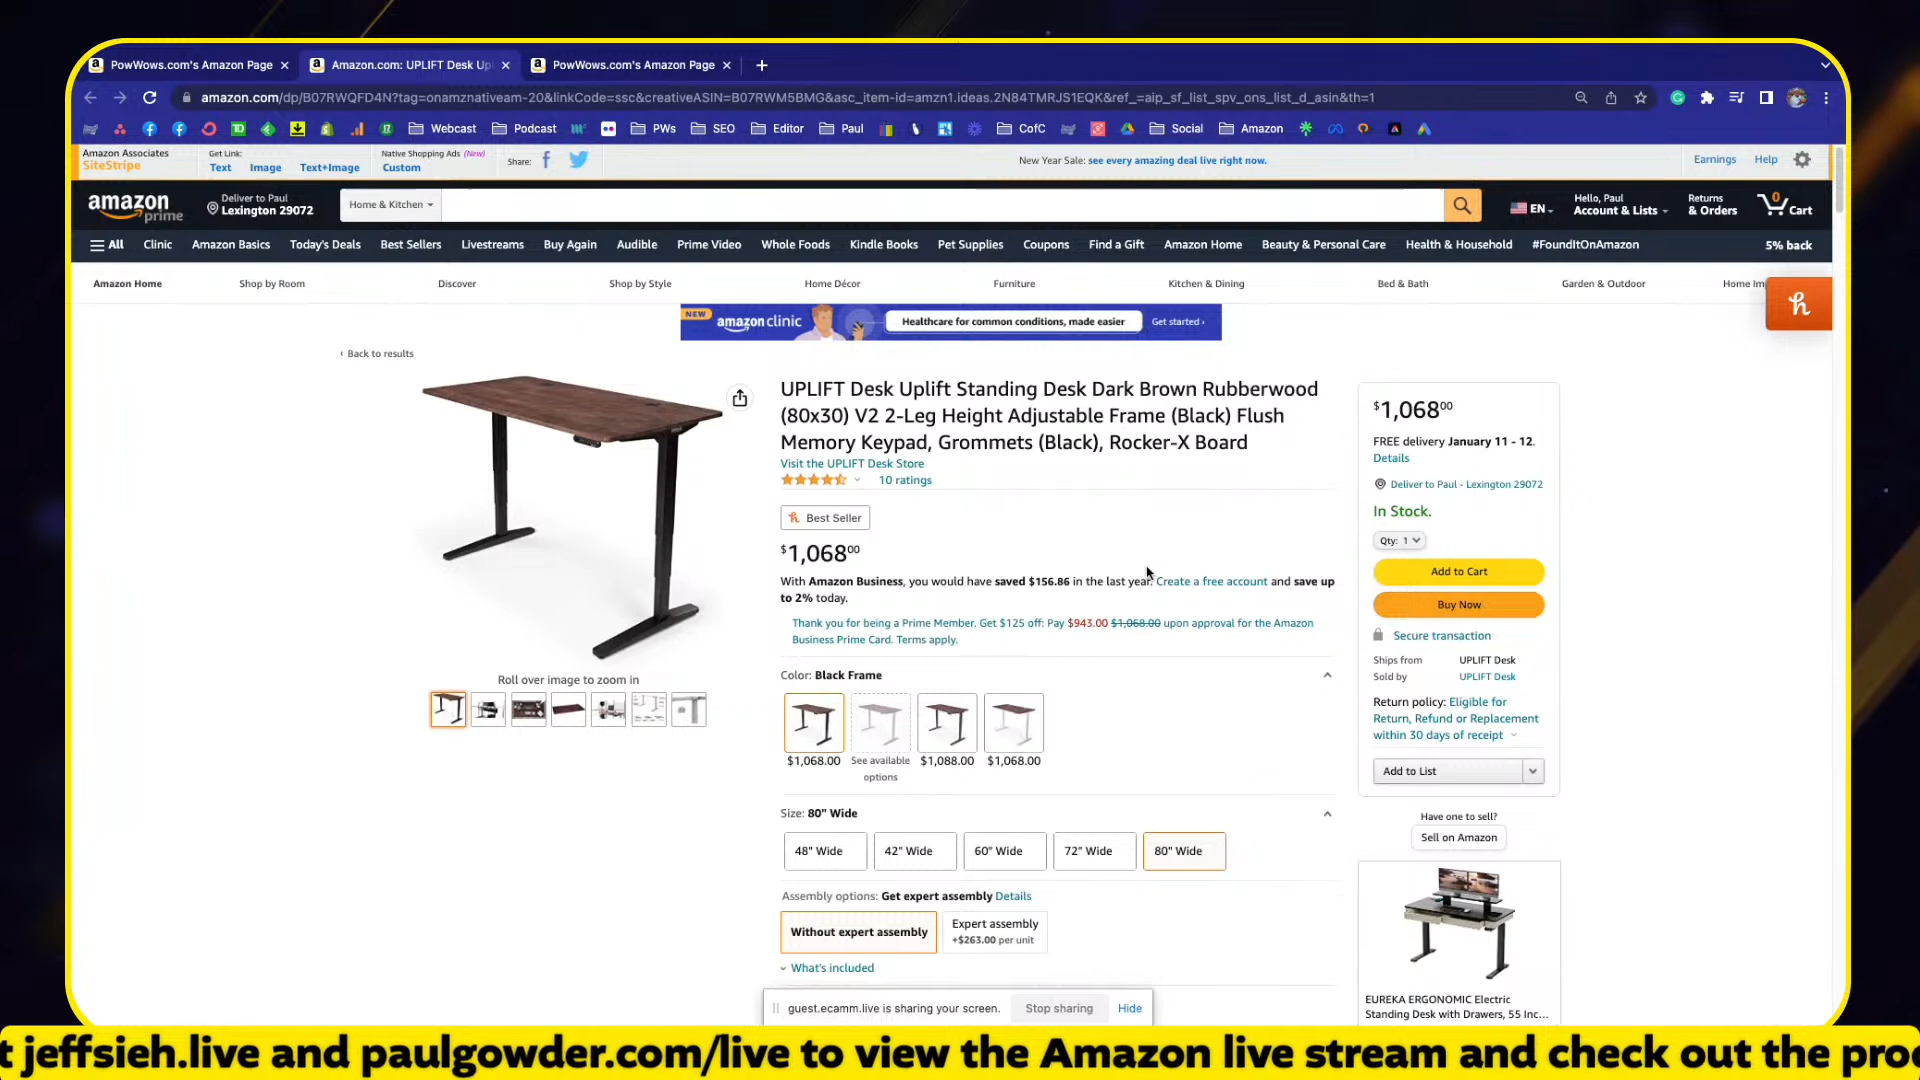 PowWows.com's Amazon Page
Amazon.com: UPLIFT Desk Up
PowWows.com's Amazon Page
amazon.com/dp/B07RWQFD4N?tag=onamznativeam-20&linkCode=ssc&creativeASIN=B07RWM5BMG&asc_item-id=amzn1.ideas.2N84TMRJS1EQK&ref_=aip_sf_list_spv_ons_list_d_asin&th=1
Webcast Podcast PWs SEO Editor Paul CofC Social Amazon
Amazon Associates
SiteStripe
Get Link:
Text Image Text+Image
Native Shopping Ads (New)
Custom
Share:
New Year Sale: see every amazing deal live right now.
Earnings Help
amazon prime
Deliver to Paul
Lexington 29072
Home & Kitchen
EN
Hello, Paul
Account & Lists
Returns
& Orders
0
Cart
All Clinic Amazon Basics Today's Deals Best Sellers Livestreams Buy Again Audible Prime Video Whole Foods Kindle Books Pet Supplies Coupons Find a Gift Amazon Home Beauty & Personal Care Health & Household #FoundItOnAmazon 5% back
Amazon Home Shop by Room Discover Shop by Style Home Décor Furniture Kitchen & Dining Bed & Bath Garden & Outdoor Home Im
NEW amazon clinic Healthcare for common conditions, made easier Get started ›
‹ Back to results
UPLIFT Desk Uplift Standing Desk Dark Brown Rubberwood
(80x30) V2 2-Leg Height Adjustable Frame (Black) Flush
Memory Keypad, Grommets (Black), Rocker-X Board
Visit the UPLIFT Desk Store
10 ratings
Best Seller
$1,068.00
With Amazon Business, you would have saved $156.86 in the last year. Create a free account and save up
to 2% today.
Thank you for being a Prime Member. Get $125 off: Pay $943.00 $1,068.00 upon approval for the Amazon
Business Prime Card. Terms apply.
Roll over image to zoom in
Color: Black Frame
$1,068.00 See available options $1,088.00 $1,068.00
Size: 80" Wide
48" Wide 42" Wide 60" Wide 72" Wide 80" Wide
Assembly options: Get expert assembly Details
Without expert assembly
Expert assembly
+$263.00 per unit
What's included
$1,068.00
FREE delivery January 11 - 12.
Details
Deliver to Paul - Lexington 29072
In Stock.
Qty: 1
Add to Cart
Buy Now
Secure transaction
Ships from UPLIFT Desk
Sold by UPLIFT Desk
Return policy: Eligible for
Return, Refund or Replacement
within 30 days of receipt
Add to List
Have one to sell?
Sell on Amazon
EUREKA ERGONOMIC Electric
Standing Desk with Drawers, 55 Inc...
guest.ecamm.live is sharing your screen. Stop sharing Hide
t jeffsieh.live and paulgowder.com/live to view the Amazon live stream and check out the proc